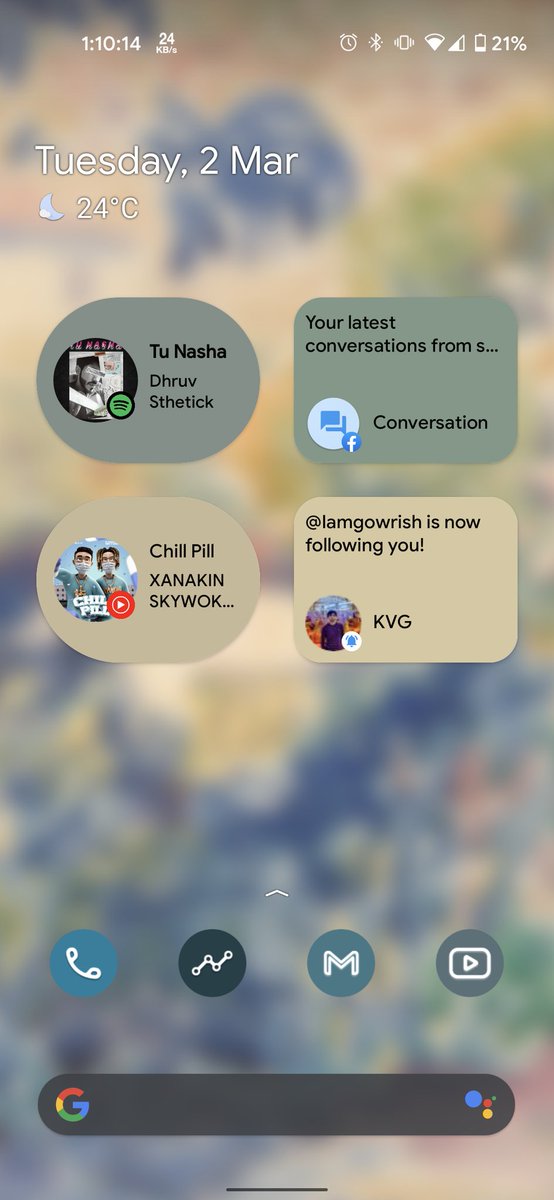 1:10:14
24
KB/s
21%
Tuesday, 2 Mar
24°C
Tu Nasha
Dhruv
Sthetick
Your latest
conversations from s...
Conversation
Chill Pill
XANAKIN
SKYWOK...
@Iamgowrish is now
following you!
KVG